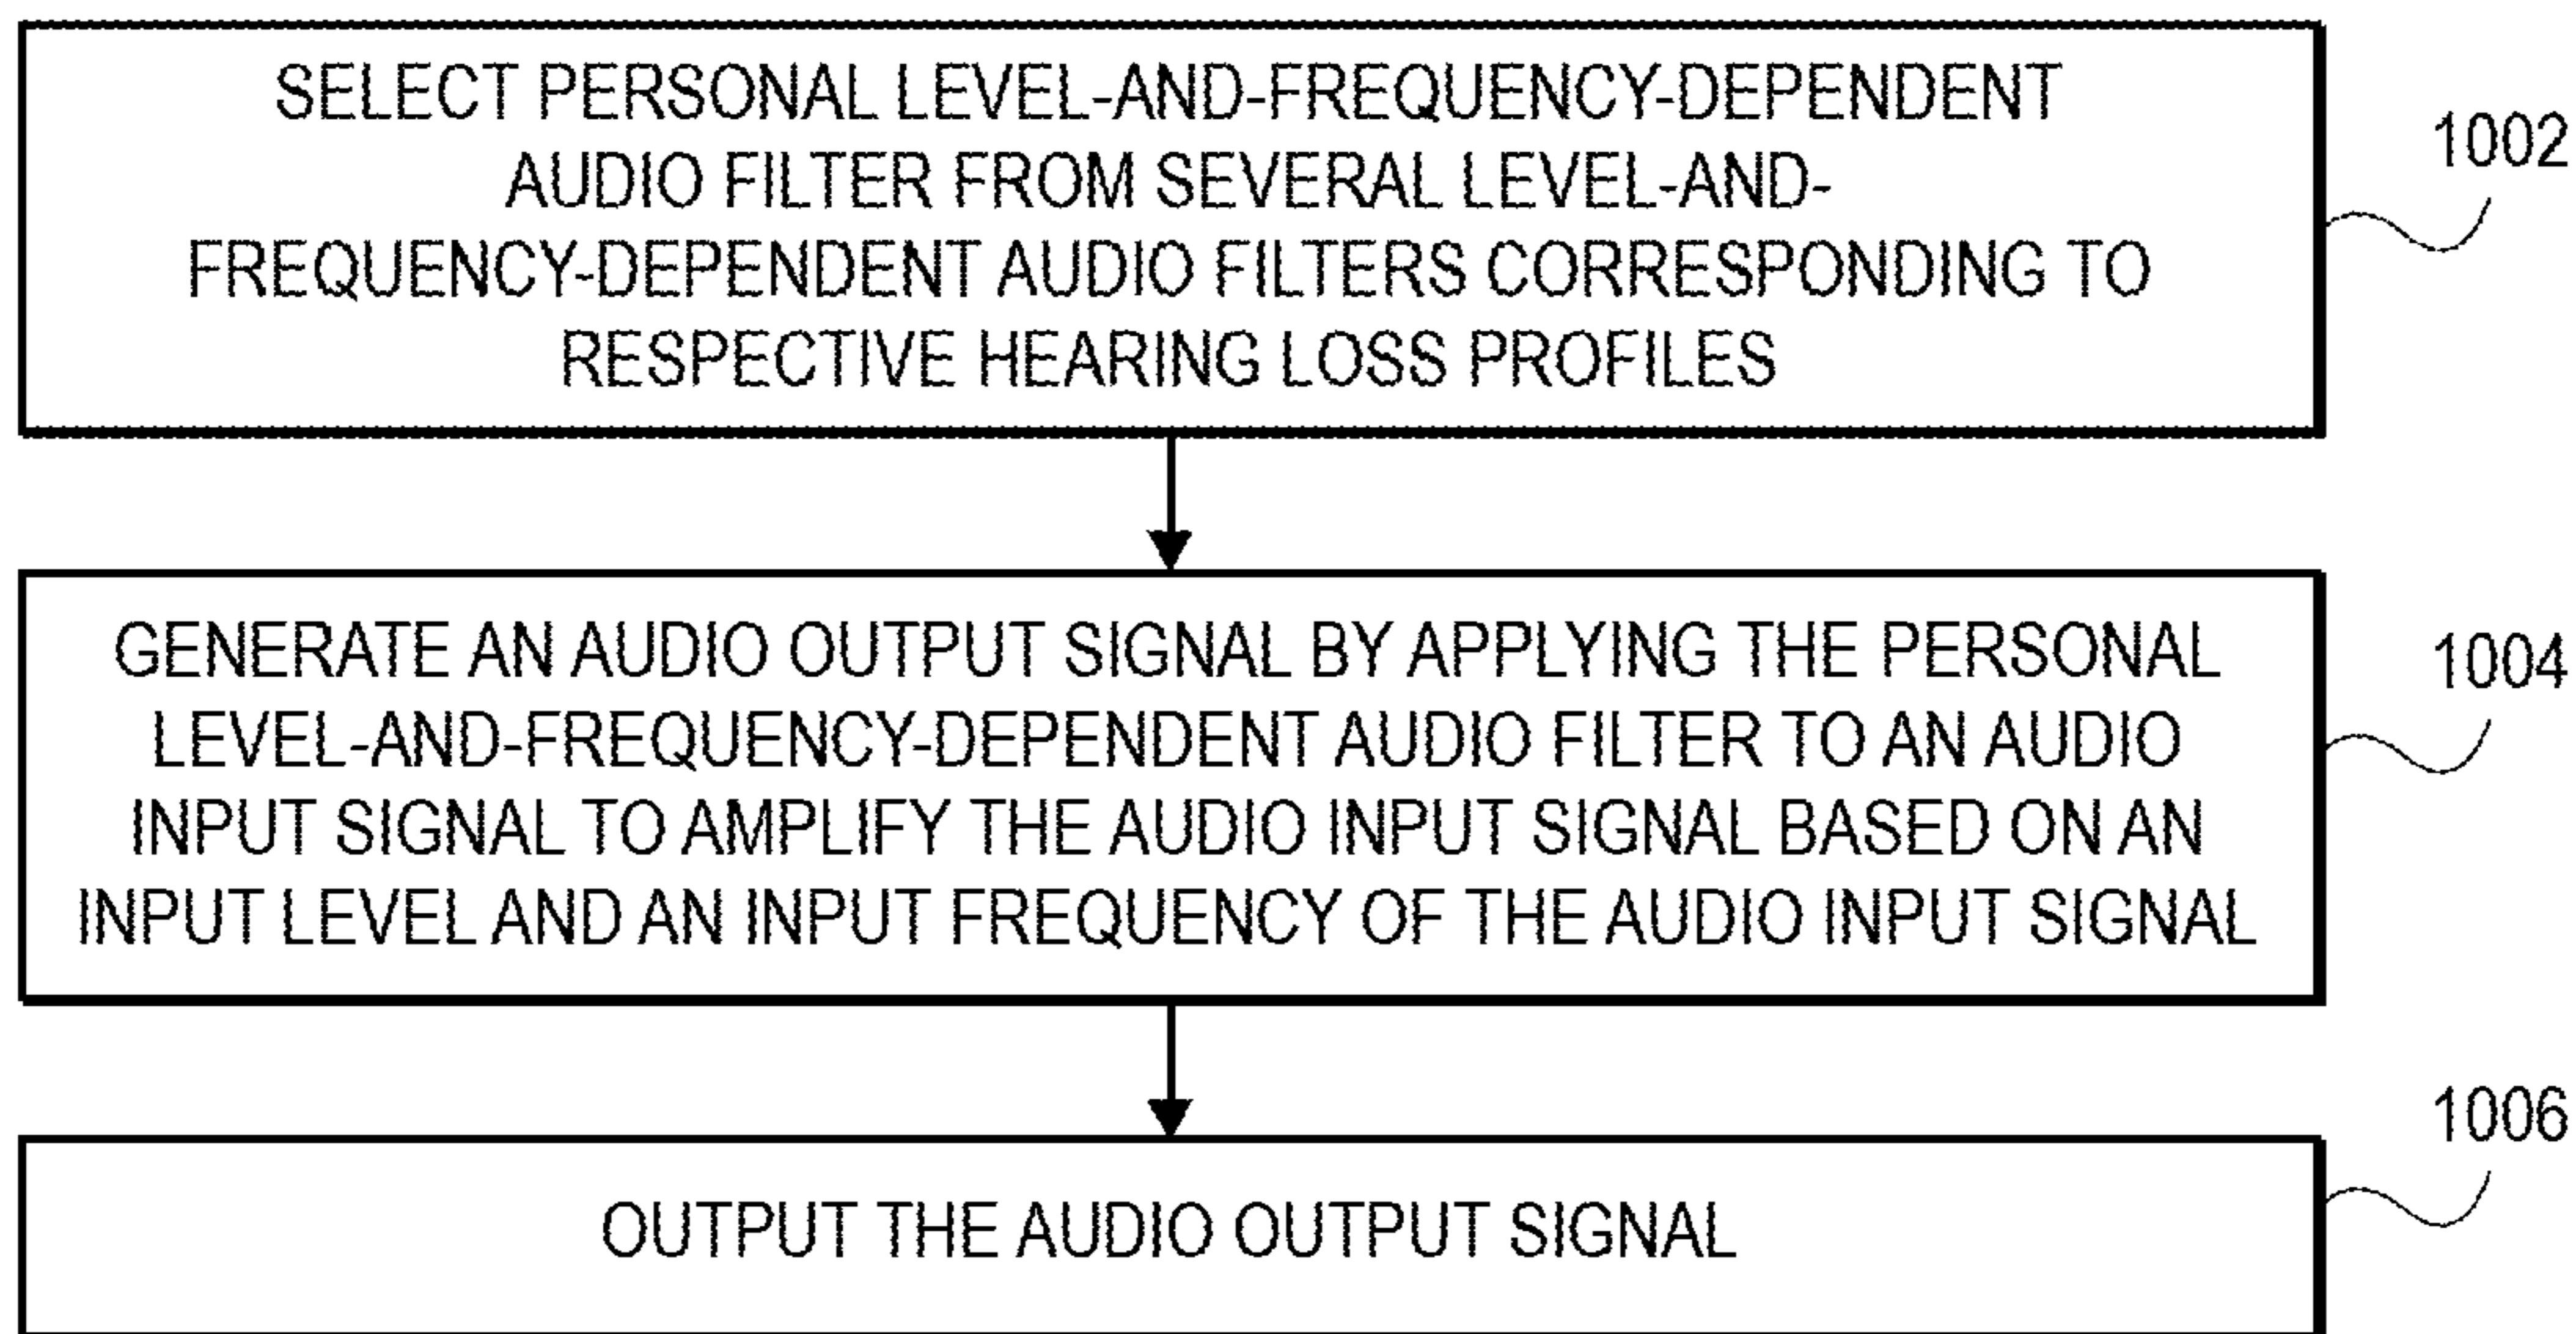 SELECT PERSONAL LEVEL-AND-FREQUENCY-DEPENDENT
AUDIO FILTER FROM SEVERAL LEVEL-AND-
FREQUENCY-DEPENDENT AUDIO FILTERS CORRESPONDING TO
RESPECTIVE HEARING LOSS PROFILES
1002
GENERATE AN AUDIO OUTPUT SIGNAL BY APPLYING THE PERSONAL
LEVEL-AND-FREQUENCY-DEPENDENT AUDIO FILTER TO AN AUDIO
INPUT SIGNAL TO AMPLIFY THE AUDIO INPUT SIGNAL BASED ON AN
INPUT LEVEL AND AN INPUT FREQUENCY OF THE AUDIO INPUT SIGNAL
1004
OUTPUT THE AUDIO OUTPUT SIGNAL
1006